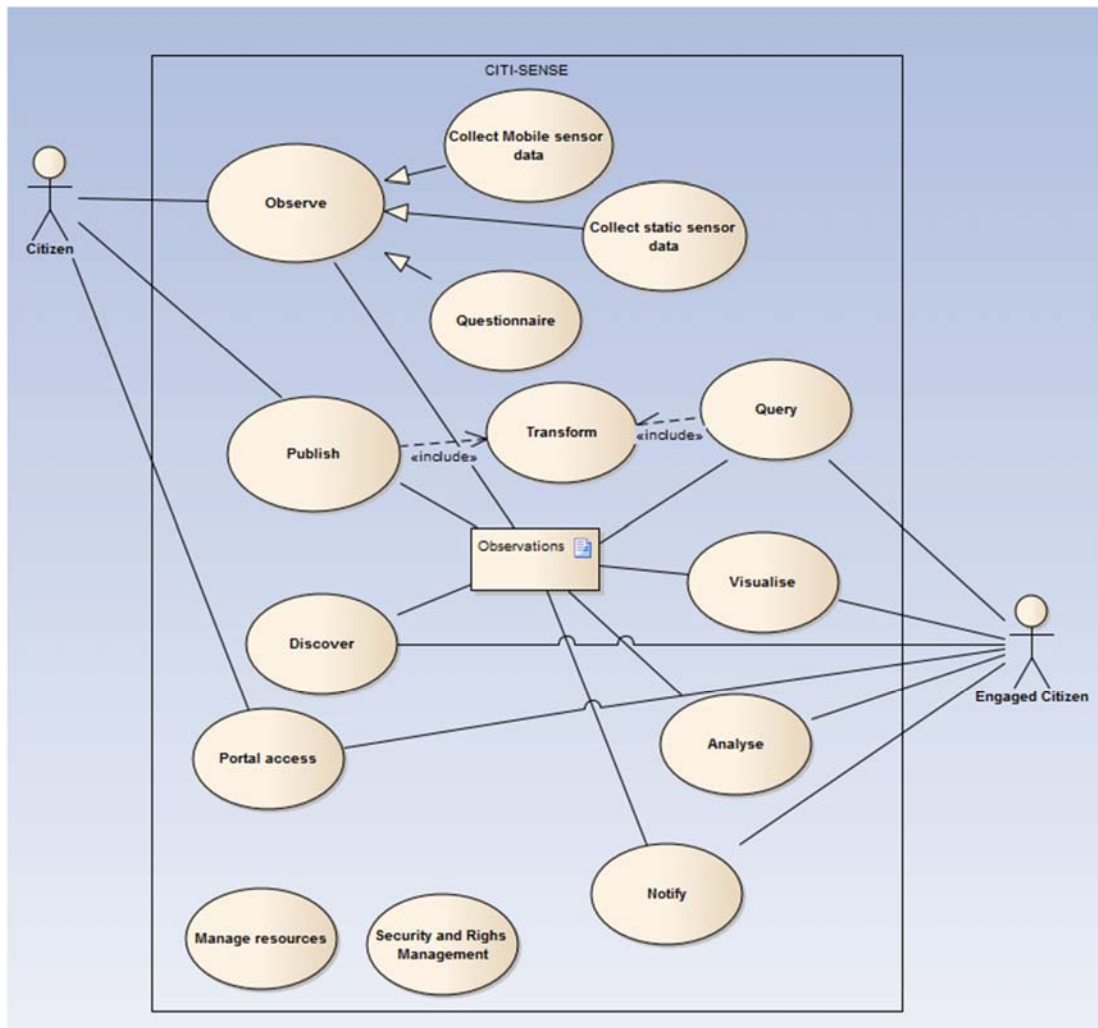 CITI-SENSE
Collect Mobile sensor
data
Observe
Collect static sensor
data
Citizen
Questionnaire
Query
Transform
«include»
«include»
Publish
Observations
Visualise
Discover
Engaged Citizen
Analyse
Portal access
Notify
Manage resources
Security and Righs
Management